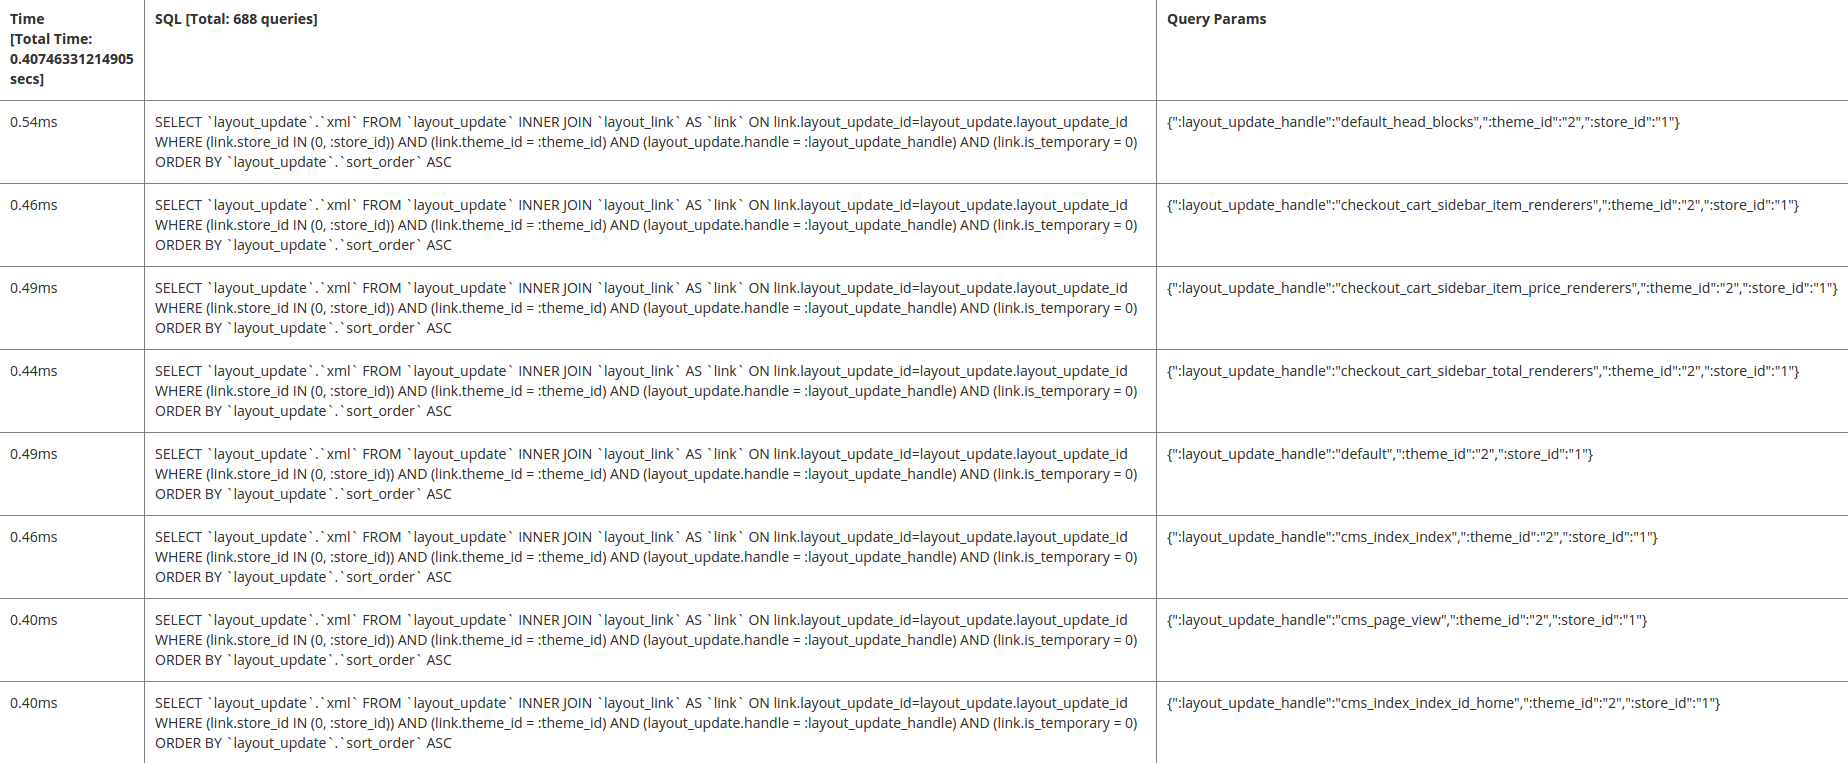 Time
[Total Time:
0.40746331214905
secs]
SQL [Total: 688 queries]
Query Params
0.54ms
SELECT `layout_update`.`xml` FROM `layout_update` INNER JOIN `layout_link` AS `link` ON link.layout_update_id=layout_update.layout_update_id
WHERE (link.store_id IN (0, :store_id)) AND (link.theme_id = :theme_id) AND (layout_update.handle = :layout_update_handle) AND (link.is_temporary = 0)
ORDER BY `layout_update`.`sort_order` ASC
{":layout_update_handle":"default_head_blocks",":theme_id":"2",":store_id":"1"}
0.46ms
SELECT `layout_update`.`xml` FROM `layout_update` INNER JOIN `layout_link` AS `link` ON link.layout_update_id=layout_update.layout_update_id
WHERE (link.store_id IN (0, :store_id)) AND (link.theme_id = :theme_id) AND (layout_update.handle = :layout_update_handle) AND (link.is_temporary = 0)
ORDER BY `layout_update`.`sort_order` ASC
{":layout_update_handle":"checkout_cart_sidebar_item_renderers",":theme_id":"2",":store_id":"1"}
0.49ms
SELECT `layout_update`.`xml` FROM `layout_update` INNER JOIN `layout_link` AS `link` ON link.layout_update_id=layout_update.layout_update_id
WHERE (link.store_id IN (0, :store_id)) AND (link.theme_id = :theme_id) AND (layout_update.handle = :layout_update_handle) AND (link.is_temporary = 0)
ORDER BY `layout_update`.`sort_order` ASC
{":layout_update_handle":"checkout_cart_sidebar_item_price_renderers",":theme_id":"2",":store_id":"1"}
0.44ms
SELECT `layout_update`.`xml` FROM `layout_update` INNER JOIN `layout_link` AS `link` ON link.layout_update_id=layout_update.layout_update_id
WHERE (link.store_id IN (0, :store_id)) AND (link.theme_id = :theme_id) AND (layout_update.handle = :layout_update_handle) AND (link.is_temporary = 0)
ORDER BY `layout_update`.`sort_order` ASC
{":layout_update_handle":"checkout_cart_sidebar_total_renderers",":theme_id":"2",":store_id":"1"}
0.49ms
SELECT `layout_update`.`xml` FROM `layout_update` INNER JOIN `layout_link` AS `link` ON link.layout_update_id=layout_update.layout_update_id
WHERE (link.store_id IN (0, :store_id)) AND (link.theme_id = :theme_id) AND (layout_update.handle = :layout_update_handle) AND (link.is_temporary = 0)
ORDER BY `layout_update`.`sort_order` ASC
{":layout_update_handle":"default",":theme_id":"2",":store_id":"1"}
0.46ms
SELECT `layout_update`.`xml` FROM `layout_update` INNER JOIN `layout_link` AS `link` ON link.layout_update_id=layout_update.layout_update_id
WHERE (link.store_id IN (0, :store_id)) AND (link.theme_id = :theme_id) AND (layout_update.handle = :layout_update_handle) AND (link.is_temporary = 0)
ORDER BY `layout_update`.`sort_order` ASC
{":layout_update_handle":"cms_index_index",":theme_id":"2",":store_id":"1"}
0.40ms
SELECT `layout_update`.`xml` FROM `layout_update` INNER JOIN `layout_link` AS `link` ON link.layout_update_id=layout_update.layout_update_id
WHERE (link.store_id IN (0, :store_id)) AND (link.theme_id = :theme_id) AND (layout_update.handle = :layout_update_handle) AND (link.is_temporary = 0)
ORDER BY `layout_update`.`sort_order` ASC
{":layout_update_handle":"cms_page_view",":theme_id":"2",":store_id":"1"}
0.40ms
SELECT `layout_update`.`xml` FROM `layout_update` INNER JOIN `layout_link` AS `link` ON link.layout_update_id=layout_update.layout_update_id
WHERE (link.store_id IN (0, :store_id)) AND (link.theme_id = :theme_id) AND (layout_update.handle = :layout_update_handle) AND (link.is_temporary = 0)
ORDER BY `layout_update`.`sort_order` ASC
{":layout_update_handle":"cms_index_index_id_home",":theme_id":"2",":store_id":"1"}